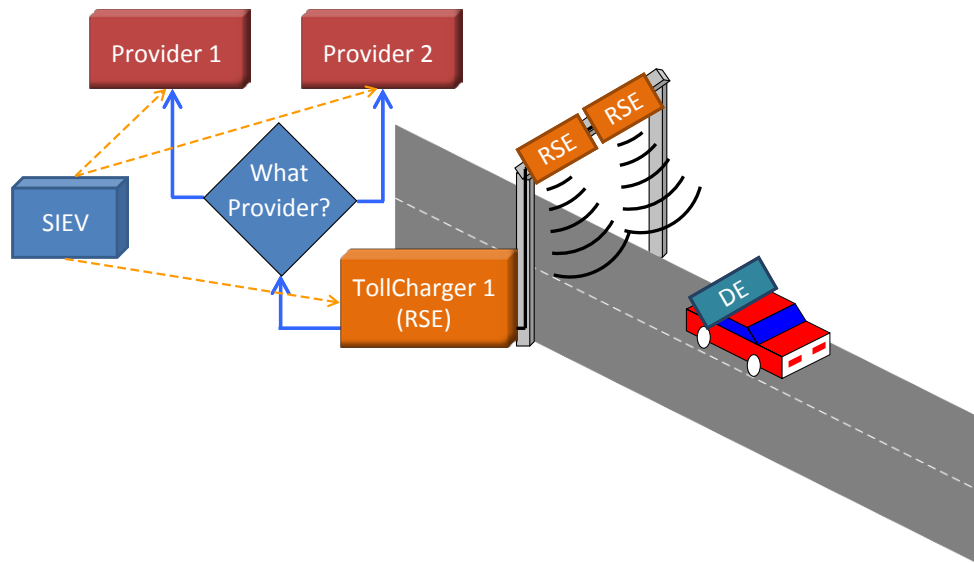 Provider 1
Provider 2
What
Provider?
SIEV
TollCharger 1
(RSE)
RSE
RSE
DE